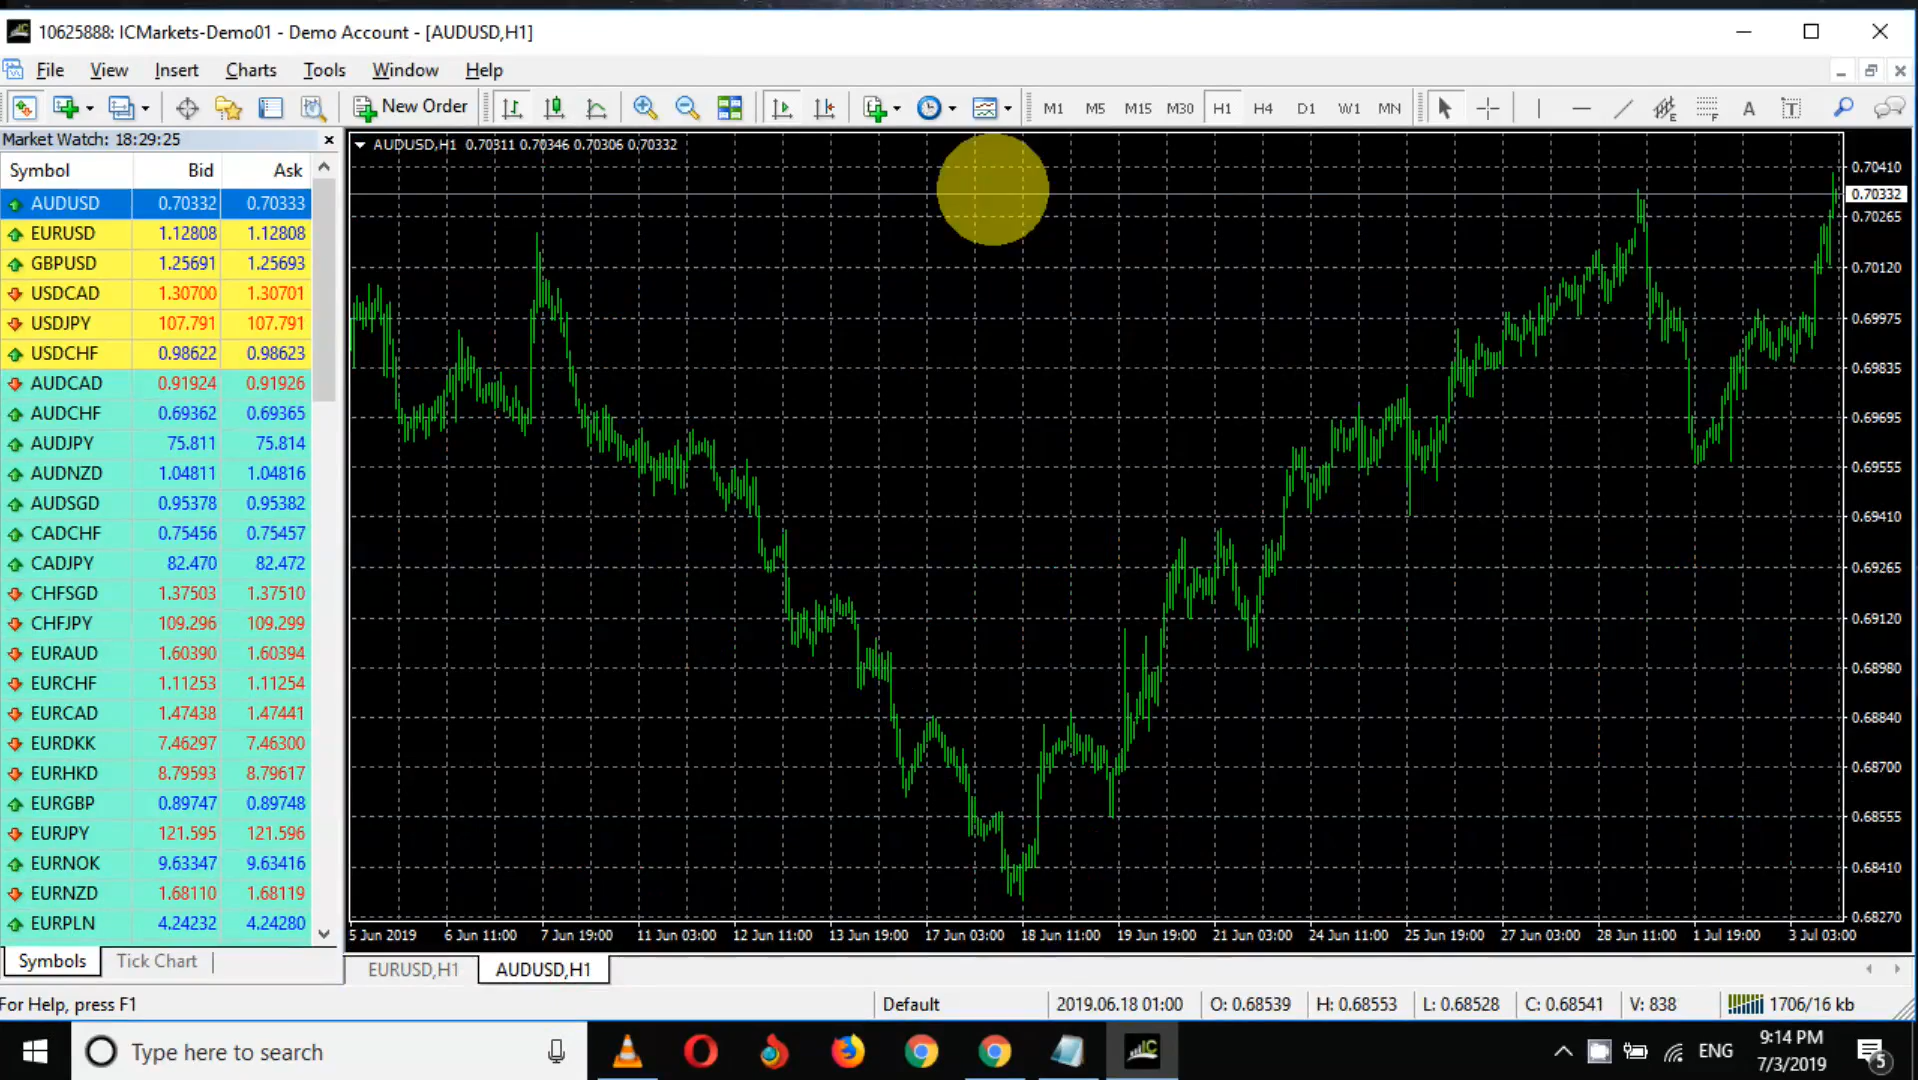 10625888: ICMarkets-Demo01 - Demo Account - [AUDUSD,H1]
File View Insert Charts Tools Window Help
New Order M1 M5 M15 M30 H1 H4 D1 W1 MN A T
Market Watch: 18:29:25
Symbol Bid Ask
AUDUSD 0.70332 0.70333
EURUSD 1.12808 1.12808
GBPUSD 1.25691 1.25693
USDCAD 1.30700 1.30701
USDJPY 107.791 107.791
USDCHF 0.98622 0.98623
AUDCAD 0.91924 0.91926
AUDCHF 0.69362 0.69365
AUDJPY 75.811 75.814
AUDNZD 1.04811 1.04816
AUDSGD 0.95378 0.95382
CADCHF 0.75456 0.75457
CADJPY 82.470 82.472
CHFSGD 1.37503 1.37510
CHFJPY 109.296 109.299
EURAUD 1.60390 1.60394
EURCHF 1.11253 1.11254
EURCAD 1.47438 1.47441
EURDKK 7.46297 7.46300
EURHKD 8.79593 8.79617
EURGBP 0.89747 0.89748
EURJPY 121.595 121.596
EURNOK 9.63347 9.63416
EURNZD 1.68110 1.68119
EURPLN 4.24232 4.24280
Symbols Tick Chart
AUDUSD,H1 0.70311 0.70346 0.70306 0.70332
0.70410
0.70332
0.70265
0.70120
0.69975
0.69835
0.69695
0.69555
0.69410
0.69265
0.69120
0.68980
0.68840
0.68700
0.68555
0.68410
0.68270
5 Jun 2019 6 Jun 11:00 7 Jun 19:00 11 Jun 03:00 12 Jun 11:00 13 Jun 19:00 17 Jun 03:00 18 Jun 11:00 19 Jun 19:00 21 Jun 03:00 24 Jun 11:00 25 Jun 19:00 27 Jun 03:00 28 Jun 11:00 1 Jul 19:00 3 Jul 03:00
EURUSD,H1 AUDUSD,H1
For Help, press F1 Default 2019.06.18 01:00 O: 0.68539 H: 0.68553 L: 0.68528 C: 0.68541 V: 838 1706/16 kb
Type here to search IC ENG 9:14 PM
7/3/2019 5